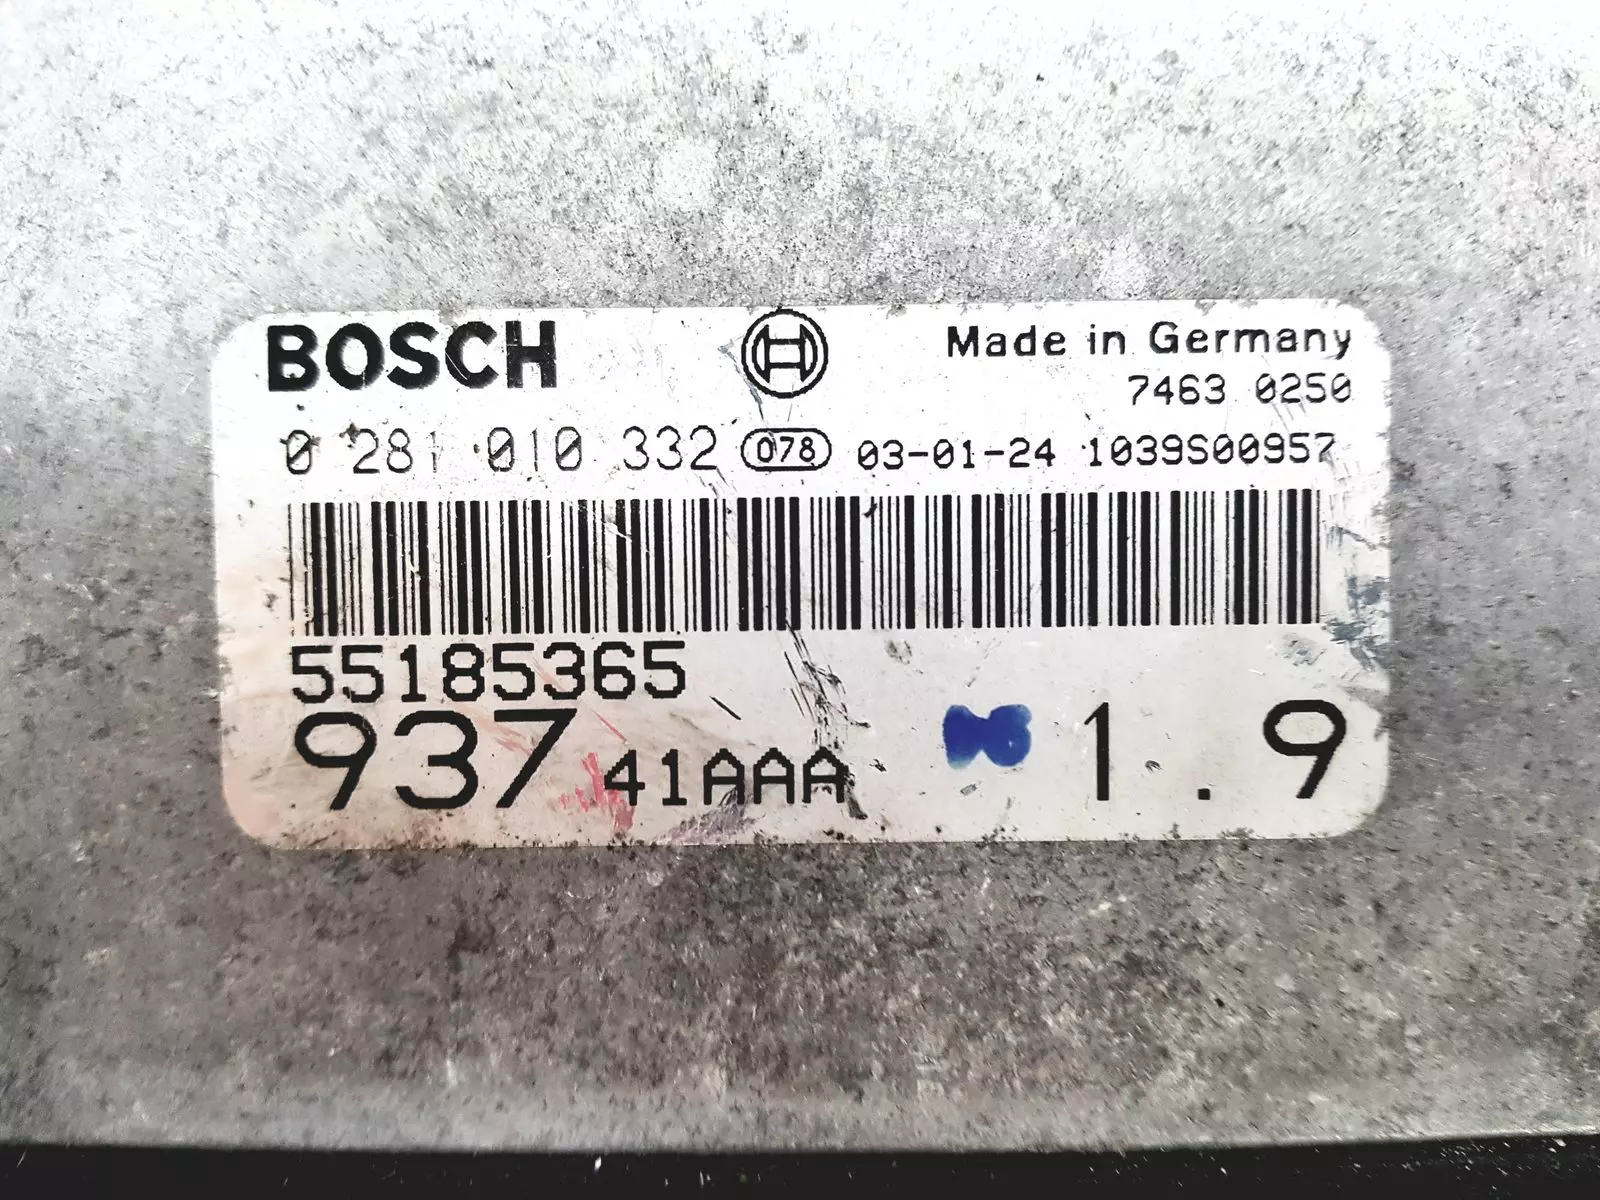 BOSCH Made in Germany
7463 0250
0 281 010 332 078 03-01-24 1039S00957
55185365
937 41AAA 1.9